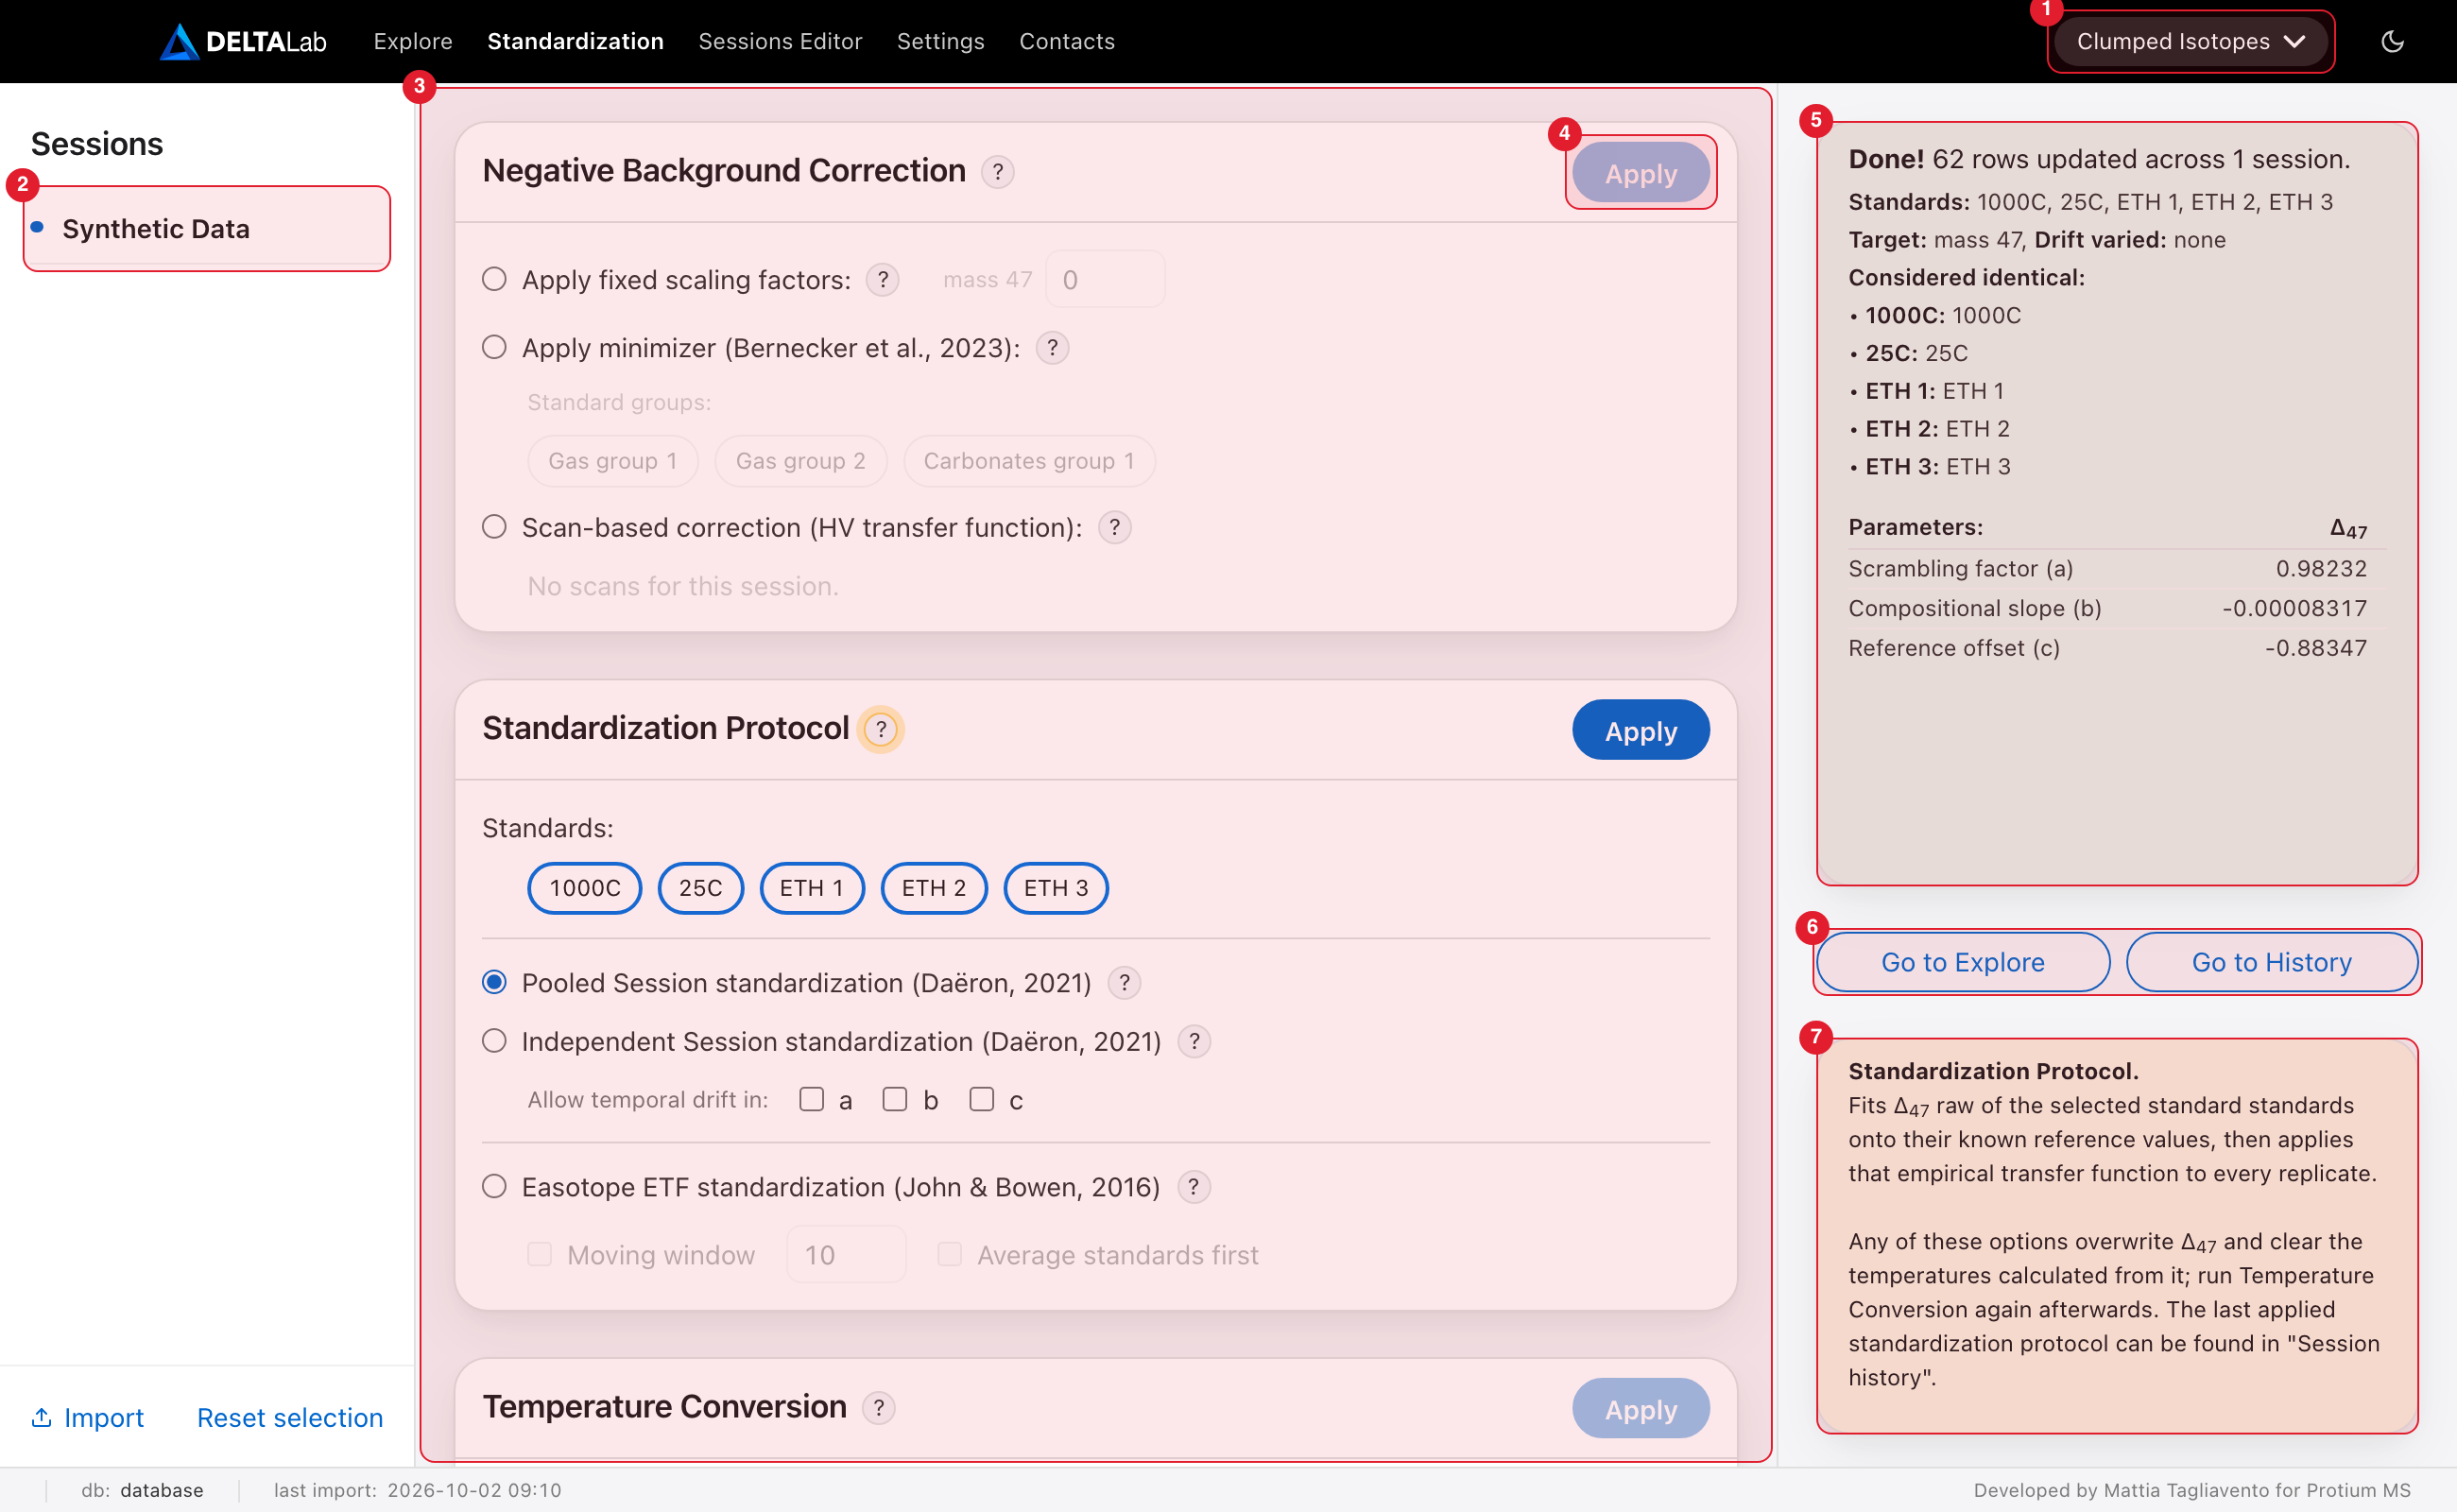 DELTALab Explore Standardization Sessions Editor Settings Contacts 1 Clumped Isotopes
Sessions
2
Synthetic Data
Import Reset selection
3
Negative Background Correction ? 4 Apply
Apply fixed scaling factors: ? mass 47 0
Apply minimizer (Bernecker et al., 2023): ?
Standard groups:
Gas group 1 Gas group 2 Carbonates group 1
Scan-based correction (HV transfer function): ?
No scans for this session.
Standardization Protocol ? Apply
Standards:
1000C 25C ETH 1 ETH 2 ETH 3
Pooled Session standardization (Daëron, 2021) ?
Independent Session standardization (Daëron, 2021) ?
Allow temporal drift in: a b c
Easotope ETF standardization (John & Bowen, 2016) ?
Moving window 10 Average standards first
Temperature Conversion ? Apply
5
Done! 62 rows updated across 1 session.
Standards: 1000C, 25C, ETH 1, ETH 2, ETH 3
Target: mass 47, Drift varied: none
Considered identical:
• 1000C: 1000C
• 25C: 25C
• ETH 1: ETH 1
• ETH 2: ETH 2
• ETH 3: ETH 3
Parameters: Δ47
Scrambling factor (a) 0.98232
Compositional slope (b) -0.00008317
Reference offset (c) -0.88347
6
Go to Explore Go to History
7
Standardization Protocol.
Fits Δ47 raw of the selected standard standards
onto their known reference values, then applies
that empirical transfer function to every replicate.
Any of these options overwrite Δ47 and clear the
temperatures calculated from it; run Temperature
Conversion again afterwards. The last applied
standardization protocol can be found in "Session
history".
db: database last import: 2026-10-02 09:10 Developed by Mattia Tagliavento for Protium MS